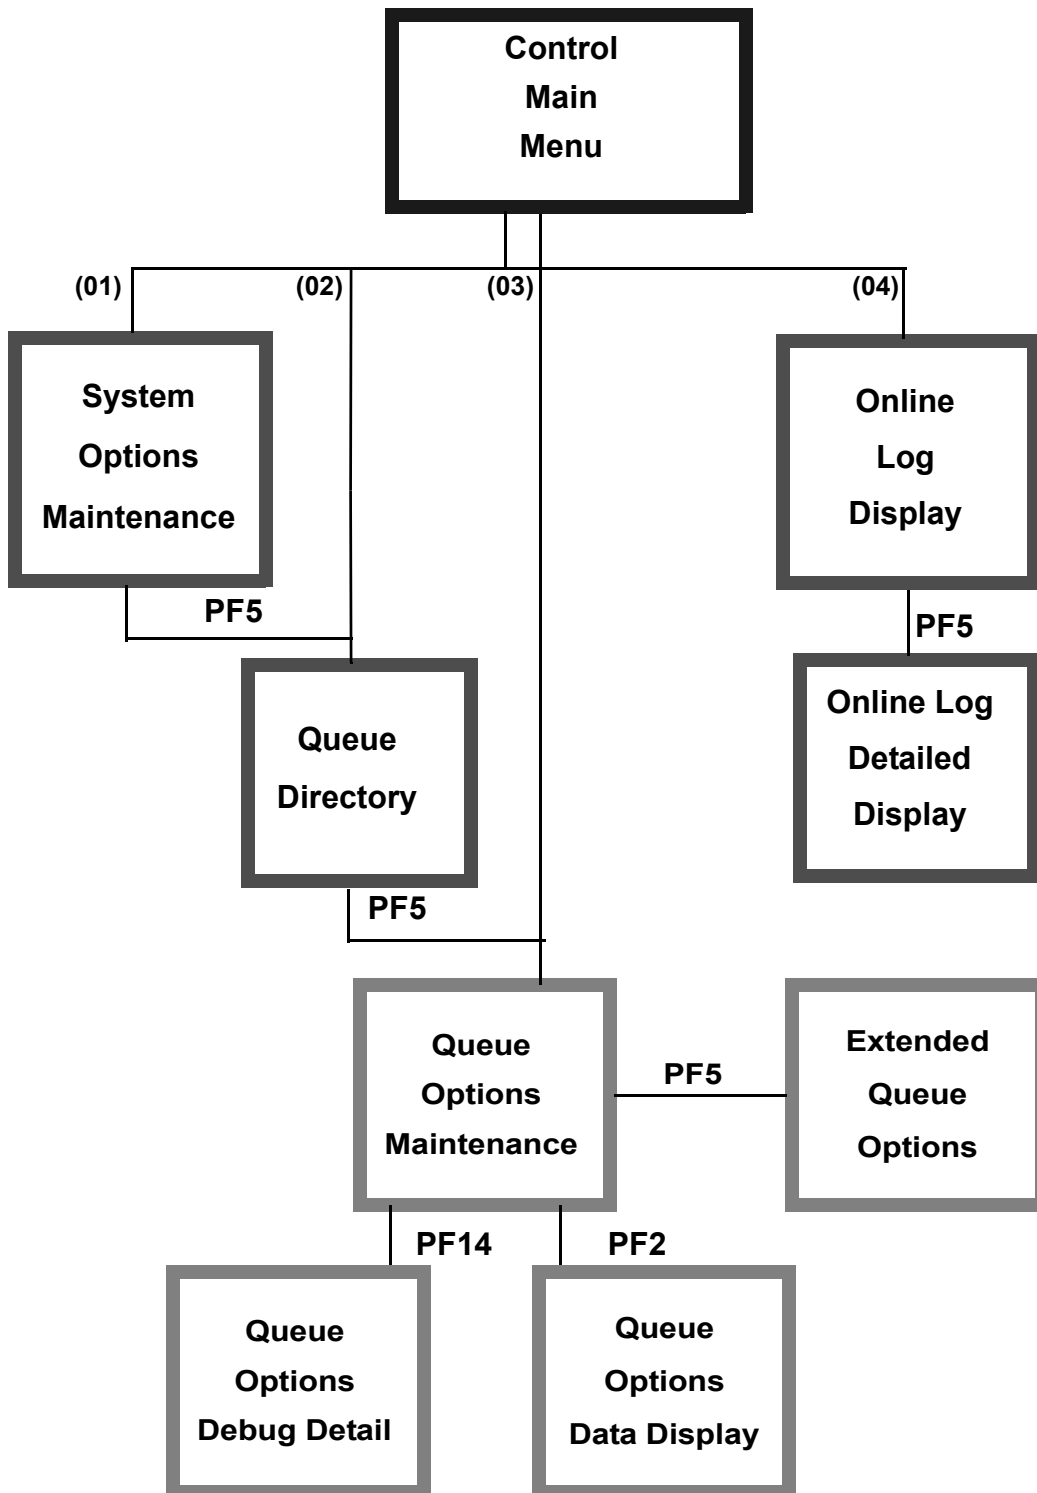 Control
Main
Menu
(01)
(02)
(03)
(04)
System
Options
Maintenance
Online
Log
Display
PF5
PF5
Online Log
Detailed
Display
Queue
Directory
PF5
Queue
Options
Maintenance
PF5
Extended
Queue
Options
PF14
PF2
Queue
Options
Debug Detail
Queue
Options
Data Display